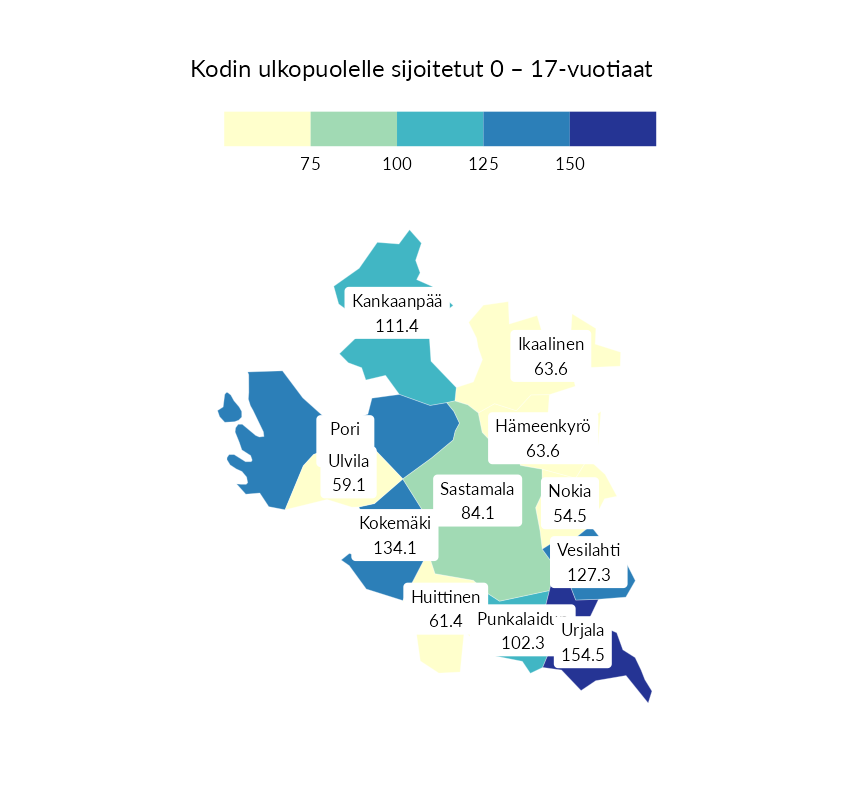 Kodin ulkopuolelle sijoitetut 0 – 17-vuotiaat
75 100 125 150
Kankaanpää
111.4
Ikaalinen
63.6
Hämeenkyrö
63.6
Pori
Ulvila
59.1
Sastamala
84.1
Nokia
54.5
Kokemäki
134.1
Vesilahti
127.3
Huittinen
61.4
102.3
Urjala
154.5